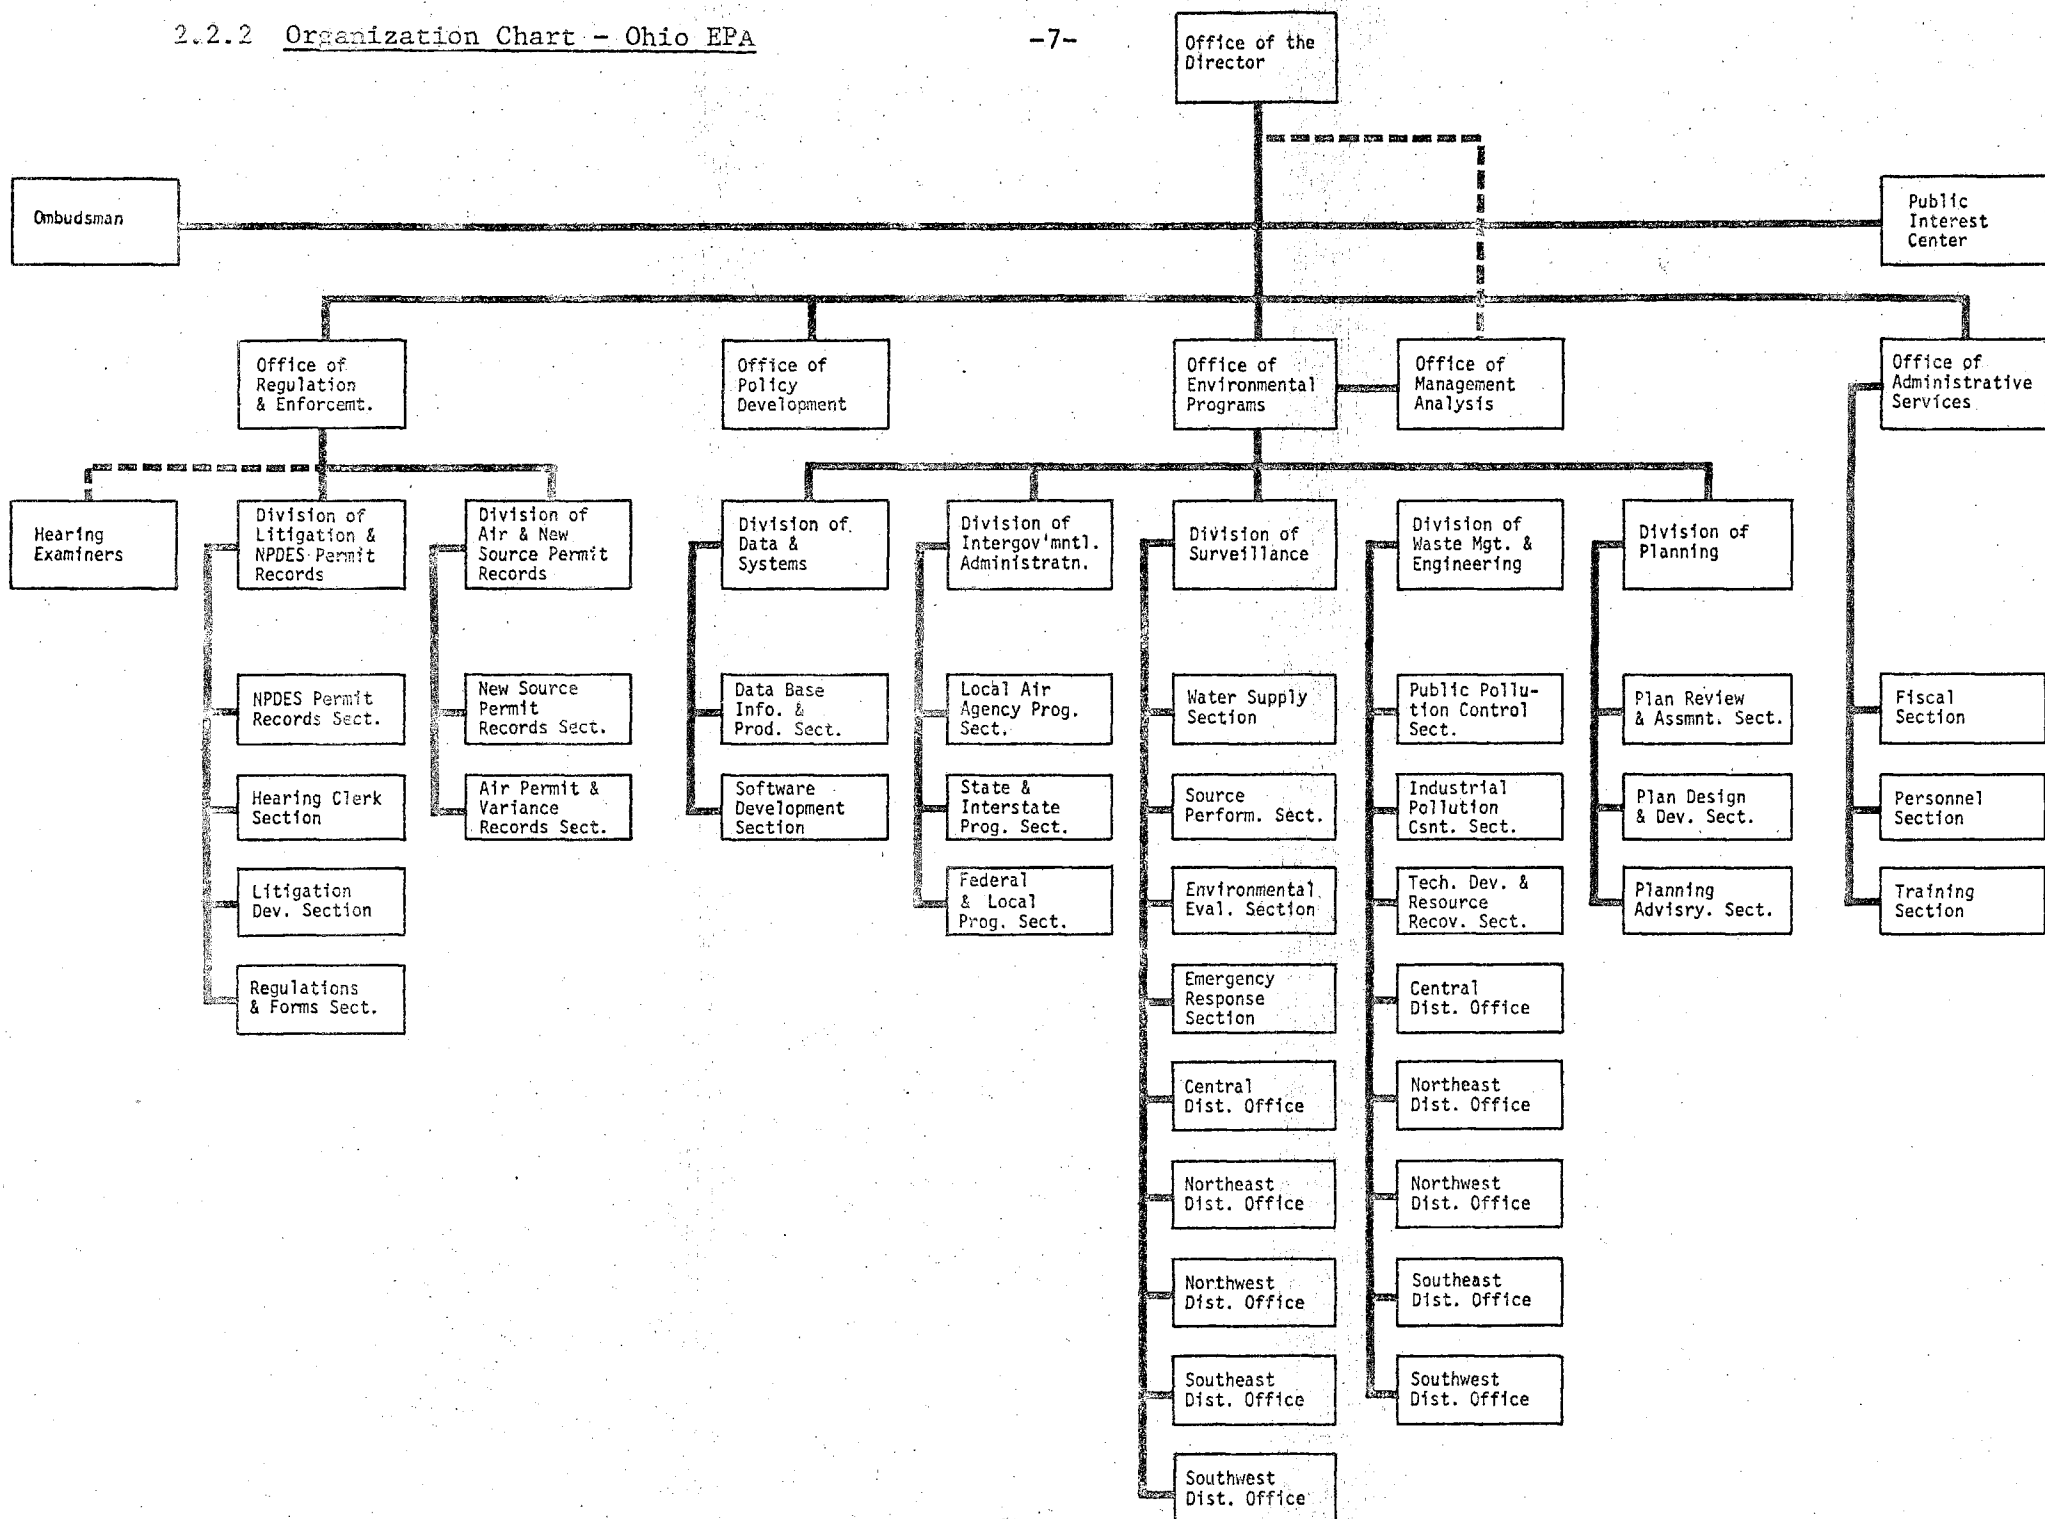 2.2.2 Organization Chart - Ohio EPA
-7-
Office of the
Director
Ombudsman
Public
Interest
Center
Office of
Regulation
& Enforcemt.
Office of
Policy
Development
Office of
Environmental
Programs
Office of
Management
Analysis
Office of
Administrative
Services
Hearing
Examiners
Division of
Litigation &
NPDES Permit
Records
Division of
Air & New
Source Permit
Records
Division of
Data &
Systems
Division of
Intergov'mntl.
Administratn.
Division of
Surveillance
Division of
Waste Mgt. &
Engineering
Division of
Planning
NPDES Permit
Records Sect.
New Source
Permit
Records Sect.
Data Base
Info. &
Prod. Sect.
Local Air
Agency Prog.
Sect.
Water Supply
Section
Public Pollu-
tion Control
Sect.
Plan Review
& Assmnt. Sect.
Fiscal
Section
Hearing Clerk
Section
Air Permit &
Variance
Records Sect.
Software
Development
Section
State &
Interstate
Prog. Sect.
Source
Perform. Sect.
Industrial
Pollution
Csnt. Sect.
Plan Design
& Dev. Sect.
Personnel
Section
Litigation
Dev. Section
Federal
& Local
Prog. Sect.
Environmental
Eval. Section
Tech. Dev. &
Resource
Recov. Sect.
Planning
Advisry. Sect.
Training
Section
Regulations
& Forms Sect.
Emergency
Response
Section
Central
Dist. Office
Central
Dist. Office
Northeast
Dist. Office
Northeast
Dist. Office
Northwest
Dist. Office
Northwest
Dist. Office
Southeast
Dist. Office
Southeast
Dist. Office
Southwest
Dist. Office
Southwest
Dist. Office